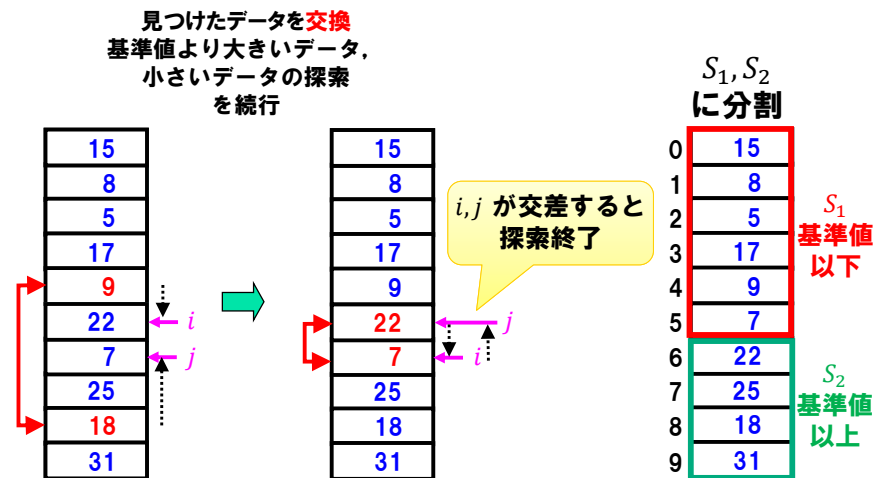 見つけたデータを交換
基準値より大きいデータ,
小さいデータの探索
を続行
15
8
5
17
9
22
7
25
18
31
i
j
15
8
5
17
9
22
7
25
18
31
j
i
i,j が交差すると
探索終了
S₁, S₂
に分割
0 15
1 8
2 5
3 17
4 9
5 7
6 22
7 25
8 18
9 31
S₁
基準値
以下
S₂
基準値
以上